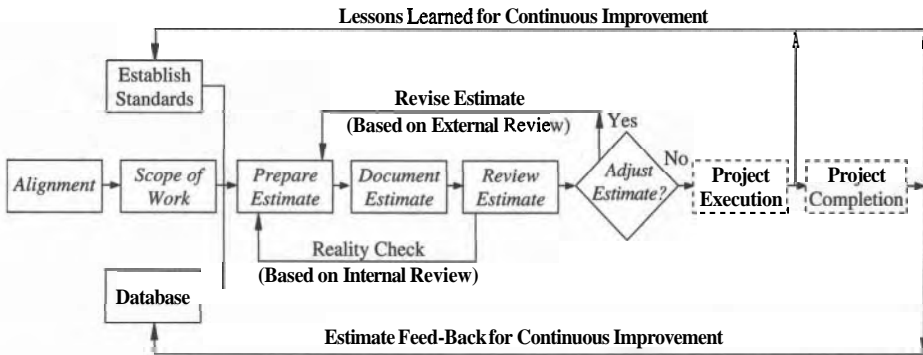 Lessons Learned for Continuous Improvement
Establish
Standards
Revise Estimate
(Based on External Review)
Yes
Alignment
Scope of
Work
Prepare
Estimate
Document
Estimate
Review
Estimate
Adjust
Estimate?
No
Project
Execution
Project
Completion
Reality Check
(Based on Internal Review)
Database
Estimate Feed-Back for Continuous Improvement